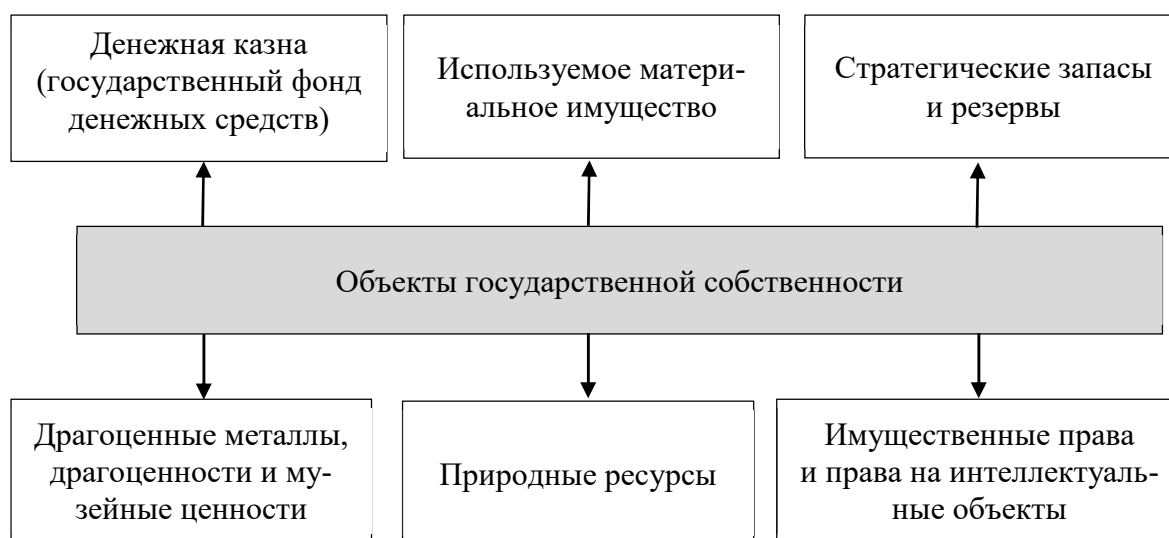 Денежная казна
(государственный фонд
денежных средств)
Используемое матери-
альное имущество
Стратегические запасы
и резервы
Объекты государственной собственности
Драгоценные металлы,
драгоценности и му-
зейные ценности
Природные ресурсы
Имущественные права
и права на интеллектуаль-
ные объекты